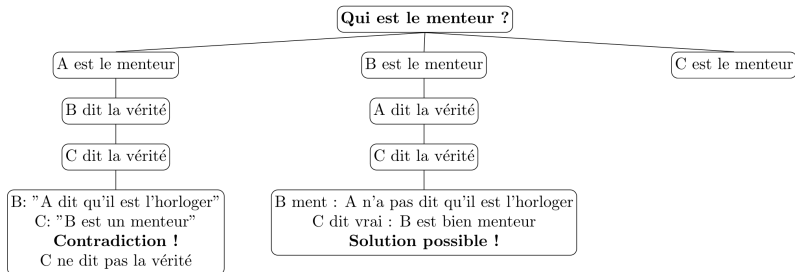 Qui est le menteur ?
A est le menteur
B est le menteur
C est le menteur
B dit la vérité
A dit la vérité
C dit la vérité
C dit la vérité
B: "A dit qu'il est l'horloger"
C: "B est un menteur"
Contradiction !
C ne dit pas la vérité
B ment : A n'a pas dit qu'il est l'horloger
C dit vrai : B est bien menteur
Solution possible !